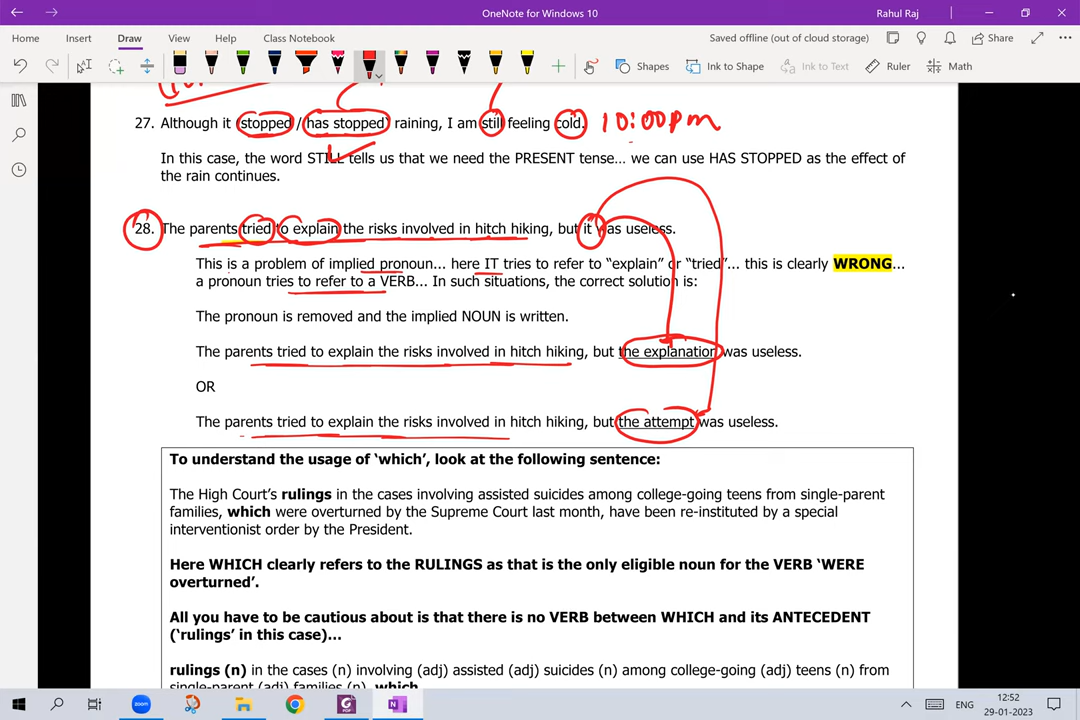 OneNote for Windows 10
Rahul Raj
Home Insert Draw View Help Class Notebook
Saved offline (out of cloud storage)
Share
Shapes
Ink to Shape
Ink to Text
Ruler
Math
27. Although it stopped / has stopped raining, I am still feeling cold. 10:00pm
In this case, the word STILL tells us that we need the PRESENT tense… we can use HAS STOPPED as the effect of
the rain continues.
28. The parents tried to explain the risks involved in hitch hiking, but it was useless.
This is a problem of implied pronoun… here IT tries to refer to “explain” or “tried”… this is clearly WRONG…
a pronoun tries to refer to a VERB… In such situations, the correct solution is:
The pronoun is removed and the implied NOUN is written.
The parents tried to explain the risks involved in hitch hiking, but the explanation was useless.
OR
The parents tried to explain the risks involved in hitch hiking, but the attempt was useless.
To understand the usage of ‘which’, look at the following sentence:
The High Court’s rulings in the cases involving assisted suicides among college-going teens from single-parent
families, which were overturned by the Supreme Court last month, have been re-instituted by a special
interventionist order by the President.
Here WHICH clearly refers to the RULINGS as that is the only eligible noun for the VERB ‘WERE
overturned’.
All you have to be cautious about is that there is no VERB between WHICH and its ANTECEDENT
(‘rulings’ in this case)…
rulings (n) in the cases (n) involving (adj) assisted (adj) suicides (n) among college-going (adj) teens (n) from
single-parent (adj) families (n), which
zoom
ENG
12:52
29-01-2023